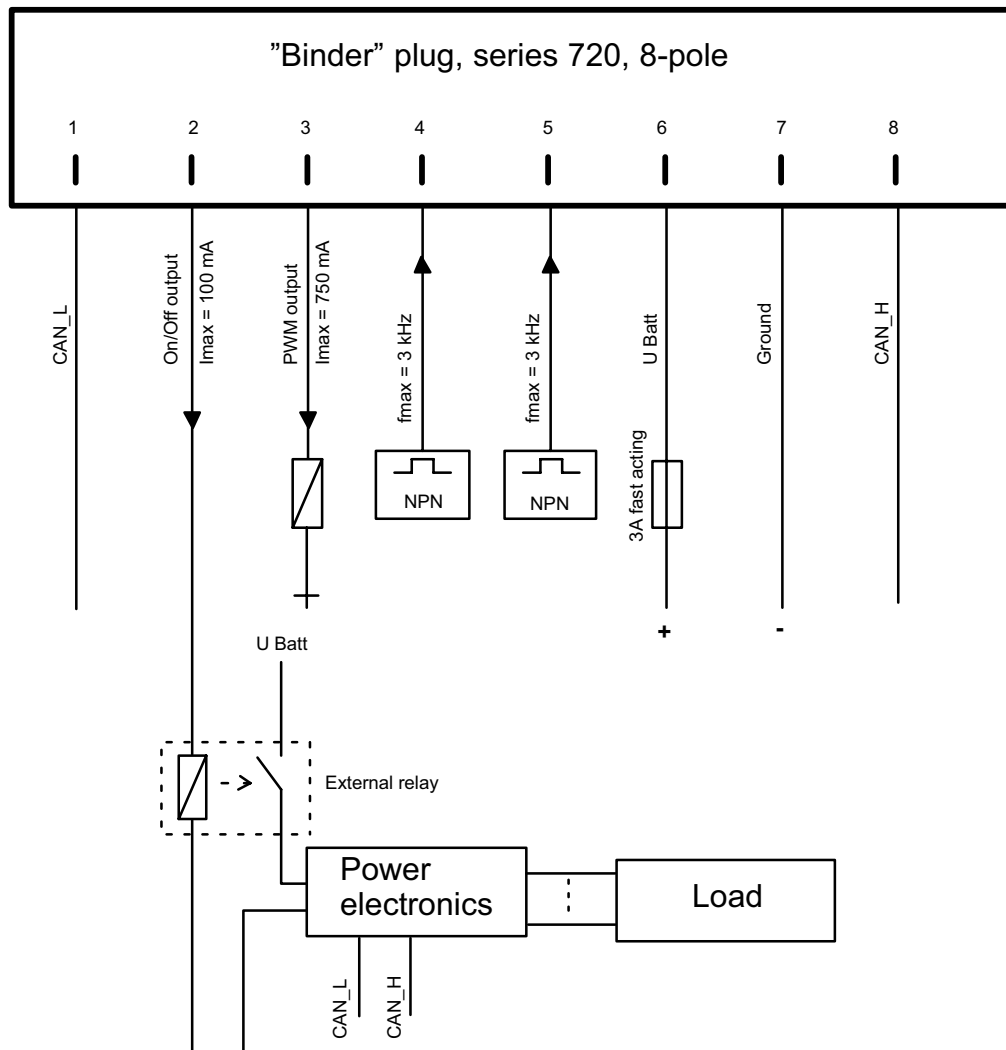 ”Binder” plug, series 720, 8-pole
1 2 3 4 5 6 7 8
CAN_L
On/Off output
Imax = 100 mA
PWM output
Imax = 750 mA
fmax = 3 kHz
fmax = 3 kHz
U Batt
Ground
CAN_H
NPN
NPN
3A fast acting
+
-
U Batt
External relay
Power
electronics
Load
CAN_L
CAN_H